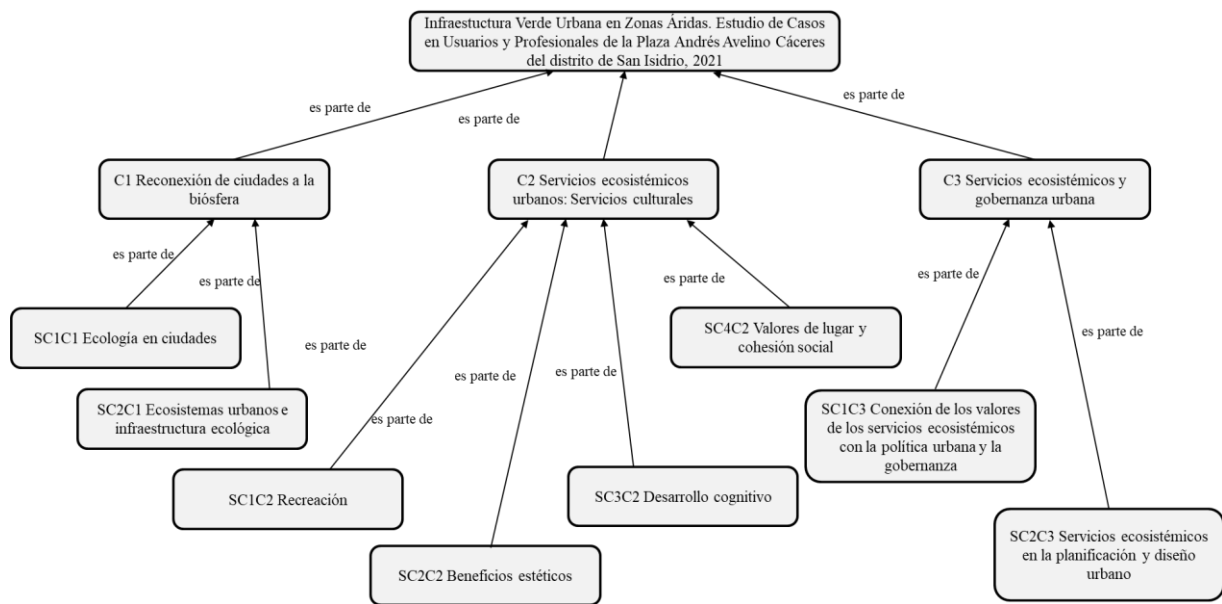 Infraestuctura Verde Urbana en Zonas Áridas. Estudio de Casos
en Usuarios y Profesionales de la Plaza Andrés Avelino Cáceres
del distrito de San Isidrio, 2021
es parte de
es parte de
es parte de
C1 Reconexión de ciudades a la
biósfera
C2 Servicios ecosistémicos
urbanos: Servicios culturales
C3 Servicios ecosistémicos y
gobernanza urbana
es parte de
es parte de
es parte de
es parte de
SC1C1 Ecología en ciudades
SC4C2 Valores de lugar y
cohesión social
es parte de
es parte de
es parte de
es parte de
es parte de
SC2C1 Ecosistemas urbanos e
infraestructura ecológica
SC1C3 Conexión de los valores
de los servicios ecosistémicos
con la política urbana y la
gobernanza
es parte de
SC1C2 Recreación
SC3C2 Desarrollo cognitivo
SC2C2 Beneficios estéticos
SC2C3 Servicios ecosistémicos
en la planificación y diseño
urbano